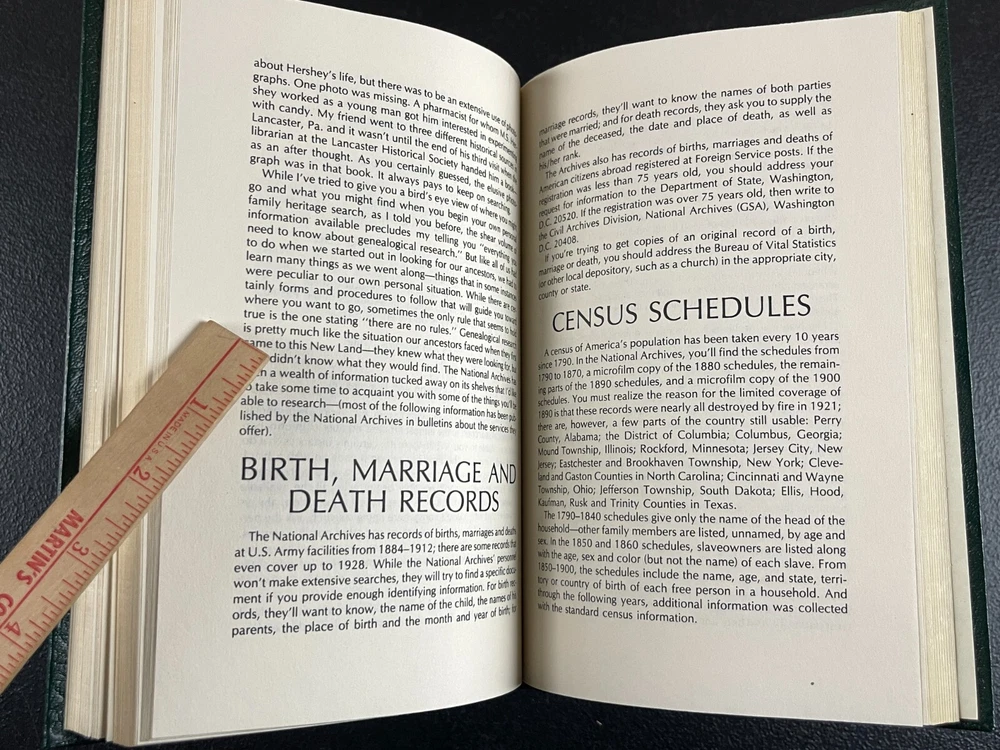 about Hershey's life, but there was to be an extensive use of
graphs. One photo was missing. A pharmacist for whom M.S.
she worked as a young man got him interested in
with candy. My friend went to three different historical
Lancaster, Pa. and it wasn't until the end of his third visit when
librarian at the Lancaster Historical Society handed him a book
as an after thought. As you certainly guessed, the elusive
graph was in that book. It always pays to keep on searching.
While I've tried to give you a bird's eye view of where you might
go and what you might find when you begin your own
family heritage search, as I told you before, the shear volume of
information available precludes my telling you "everything you
need to know about genealogical research." But like all of us had
to do when we started out in looking for our ancestors, we had to
learn many things as we went along—things that in some instances
were peculiar to our own personal situation. While there are cer-
tainly forms and procedures to follow that will guide you toward
where you want to go, sometimes the only rule that seems to hold
true is the one stating "there are no rules." Genealogical research
is pretty much like the situation our ancestors faced when they first
came to this New Land—they knew what they were looking for, but
didn't know what they would find. The National Archives has
a wealth of information tucked away on its shelves that I'd like
to take some time to acquaint you with some of the things you'll be
able to research—(most of the following information has been pub-
lished by the National Archives in bulletins about the services they
offer).
BIRTH, MARRIAGE AND
DEATH RECORDS
The National Archives has records of births, marriages and deaths
at U.S. Army facilities from 1884–1912; there are some records that
even cover up to 1928. While the National Archives' personnel
won't make extensive searches, they will try to find a specific docu-
ment if you provide enough identifying information. For birth rec-
ords, they'll want to know, the name of the child, the names of his
parents, the place of birth and the month and year of birth; for
marriage records, they'll want to know the names of both parties
that were married; and for death records, they ask you to supply the
name of the deceased, the date and place of death, as well as
his/her rank.
The Archives also has records of births, marriages and deaths of
American citizens abroad registered at Foreign Service posts. If the
registration was less than 75 years old, you should address your
request for information to the Department of State, Washington,
D.C. 20520. If the registration was over 75 years old, then write to
the Civil Archives Division, National Archives (GSA), Washington
D.C. 20408.
If you're trying to get copies of an original record of a birth,
marriage or death, you should address the Bureau of Vital Statistics
(or other local depository, such as a church) in the appropriate city,
county or state.
CENSUS SCHEDULES
A census of America's population has been taken every 10 years
since 1790. In the National Archives, you'll find the schedules from
1790 to 1870, a microfilm copy of the 1880 schedules, the remain-
ing parts of the 1890 schedules, and a microfilm copy of the 1900
schedules. You must realize the reason for the limited coverage of
1890 is that these records were nearly all destroyed by fire in 1921;
there are, however, a few parts of the country still usable: Perry
County, Alabama; the District of Columbia; Columbus, Georgia;
Mound Township, Illinois; Rockford, Minnesota; Jersey City, New
Jersey; Eastchester and Brookhaven Township, New York; Cleve-
land and Gaston Counties in North Carolina; Cincinnati and Wayne
Township, Ohio; Jefferson Township, South Dakota; Ellis, Hood,
Kaufman, Rusk and Trinity Counties in Texas.
The 1790–1840 schedules give only the name of the head of the
household—other family members are listed, unnamed, by age and
sex. In the 1850 and 1860 schedules, slaveowners are listed along
with the age, sex and color (but not the name) of each slave. From
1850–1900, the schedules include the name, age, and state, terri-
tory or country of birth of each free person in a household. And
through the following years, additional information was collected
with the standard census information.
1
MADE IN U.S.A.
2
3
MARTIN'S CO
4